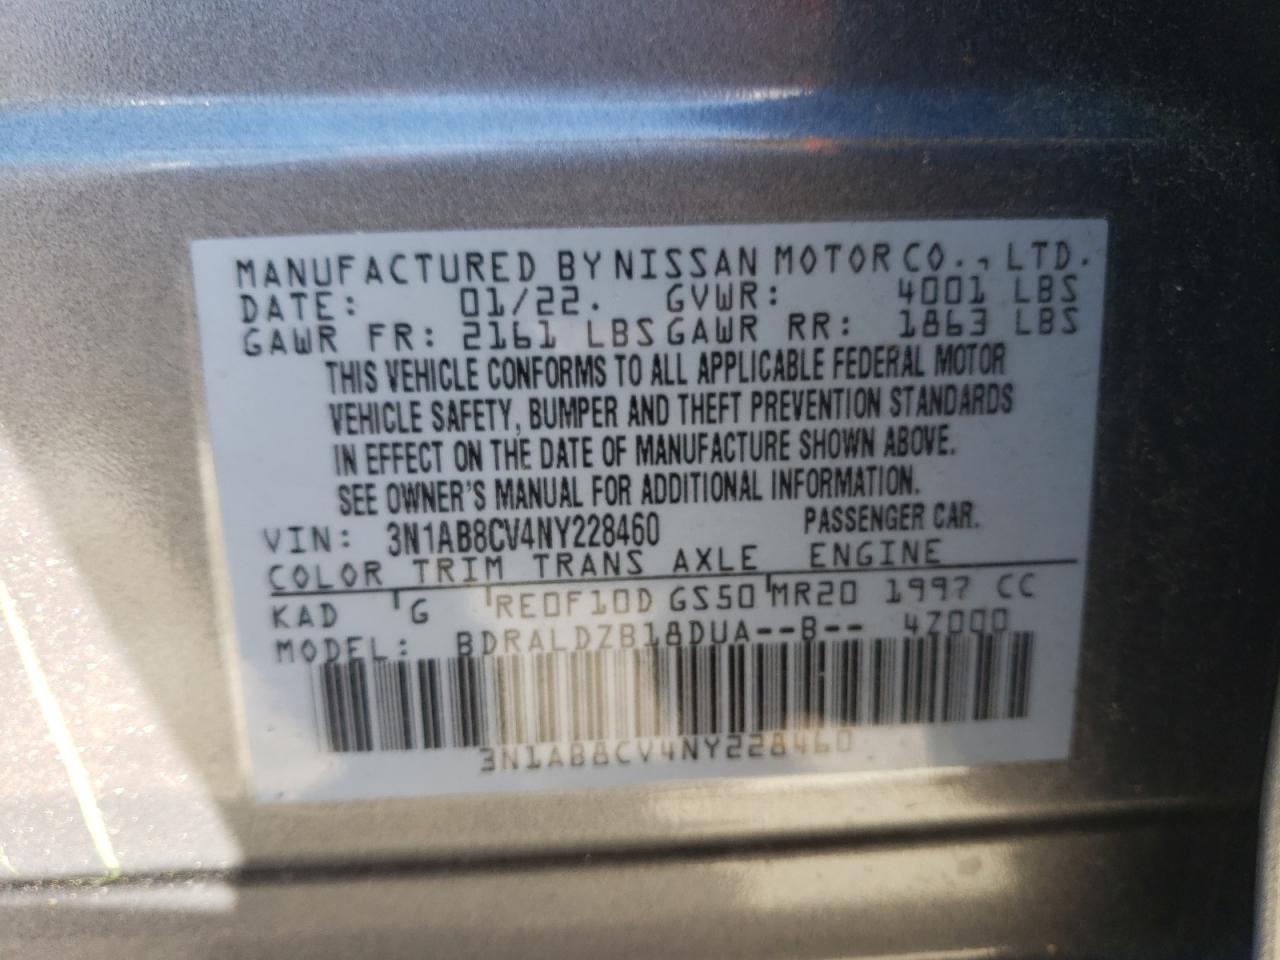 MANUFACTURED BY NISSAN MOTOR CO., LTD.
DATE: 01/22. GVWR: 4001 LBS
GAWR FR: 2161 LBS GAWR RR: 1863 LBS
THIS VEHICLE CONFORMS TO ALL APPLICABLE FEDERAL MOTOR
VEHICLE SAFETY, BUMPER AND THEFT PREVENTION STANDARDS
IN EFFECT ON THE DATE OF MANUFACTURE SHOWN ABOVE.
SEE OWNER'S MANUAL FOR ADDITIONAL INFORMATION.
VIN: 3N1AB8CV4NY228460 PASSENGER CAR.
COLOR TRIM TRANS AXLE ENGINE
KAD G RE0F10D GS50 MR20 1997 CC
MODEL: BDRALDZB18DUA--B-- 4Z000
3N1AB8CV4NY228460